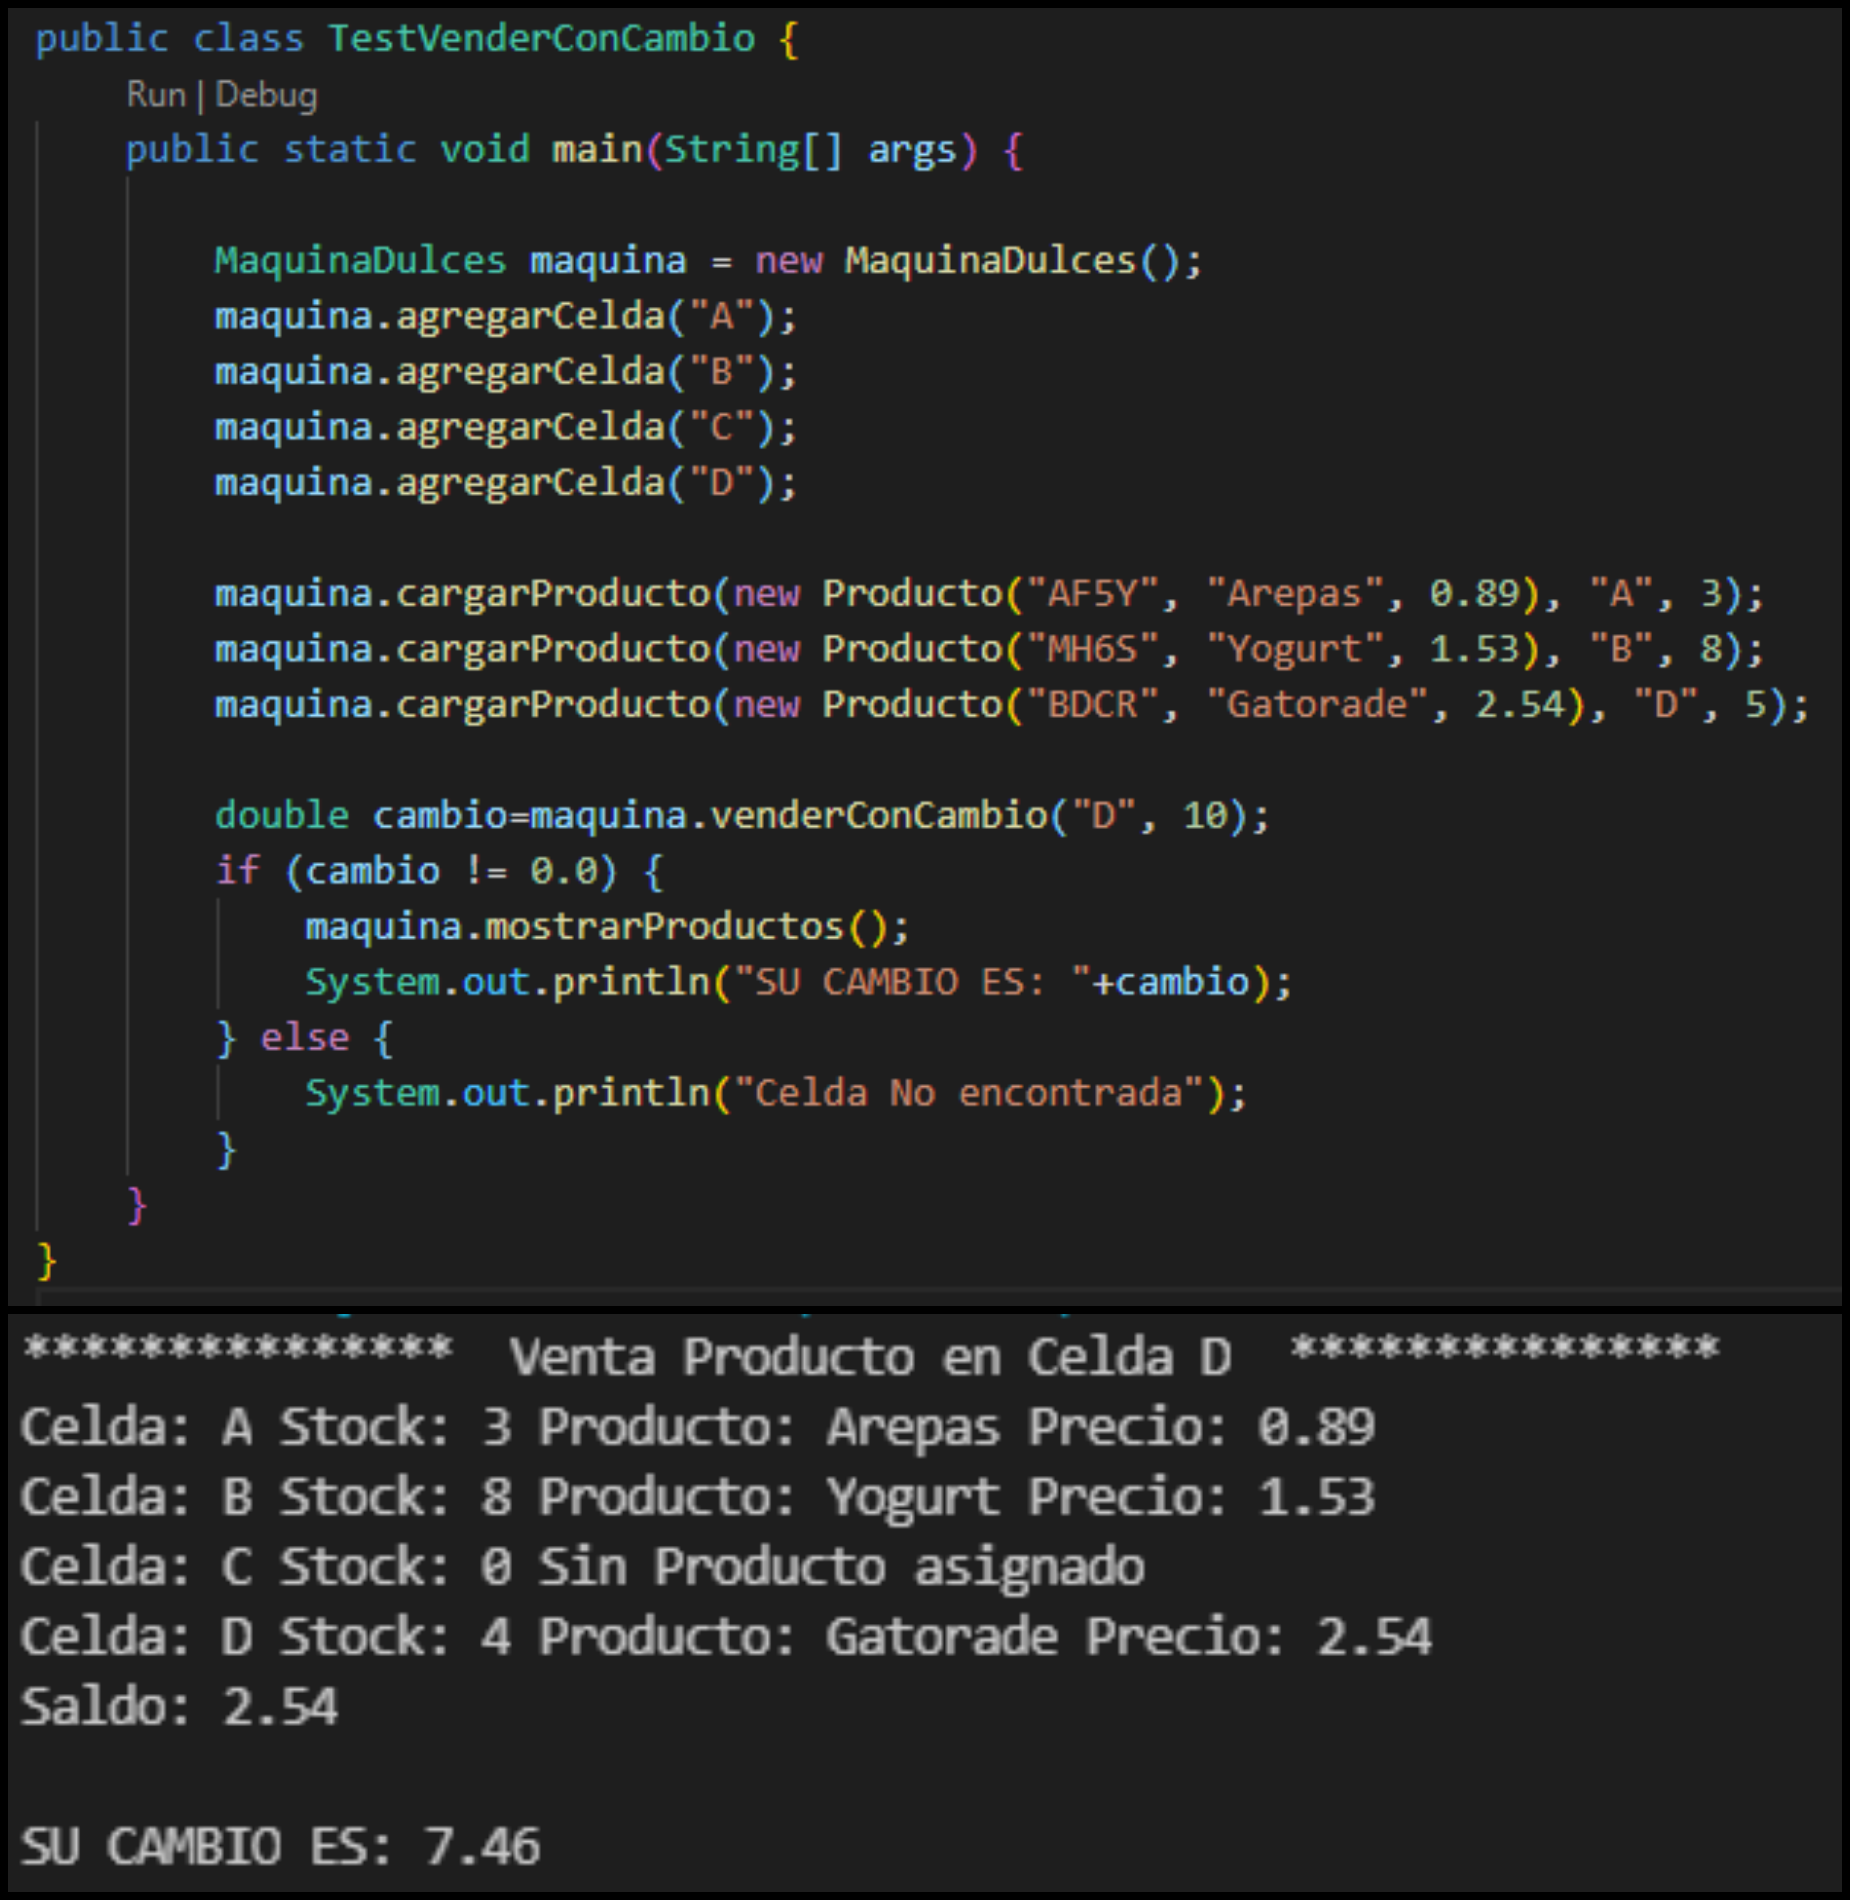 public class TestVenderConCambio {
Run | Debug
public static void main(String[] args) {
MaquinaDulces maquina = new MaquinaDulces();
maquina.agregarCelda("A");
maquina.agregarCelda("B");
maquina.agregarCelda("C");
maquina.agregarCelda("D");
maquina.cargarProducto(new Producto("AF5Y", "Arepas", 0.89), "A", 3);
maquina.cargarProducto(new Producto("MH6S", "Yogurt", 1.53), "B", 8);
maquina.cargarProducto(new Producto("BDCR", "Gatorade", 2.54), "D", 5);
double cambio=maquina.venderConCambio("D", 10);
if (cambio != 0.0) {
maquina.mostrarProductos();
System.out.println("SU CAMBIO ES: "+cambio);
} else {
System.out.println("Celda No encontrada");
}
}
}
*************** Venta Producto en Celda D ***************
Celda: A Stock: 3 Producto: Arepas Precio: 0.89
Celda: B Stock: 8 Producto: Yogurt Precio: 1.53
Celda: C Stock: 0 Sin Producto asignado
Celda: D Stock: 4 Producto: Gatorade Precio: 2.54
Saldo: 2.54
SU CAMBIO ES: 7.46